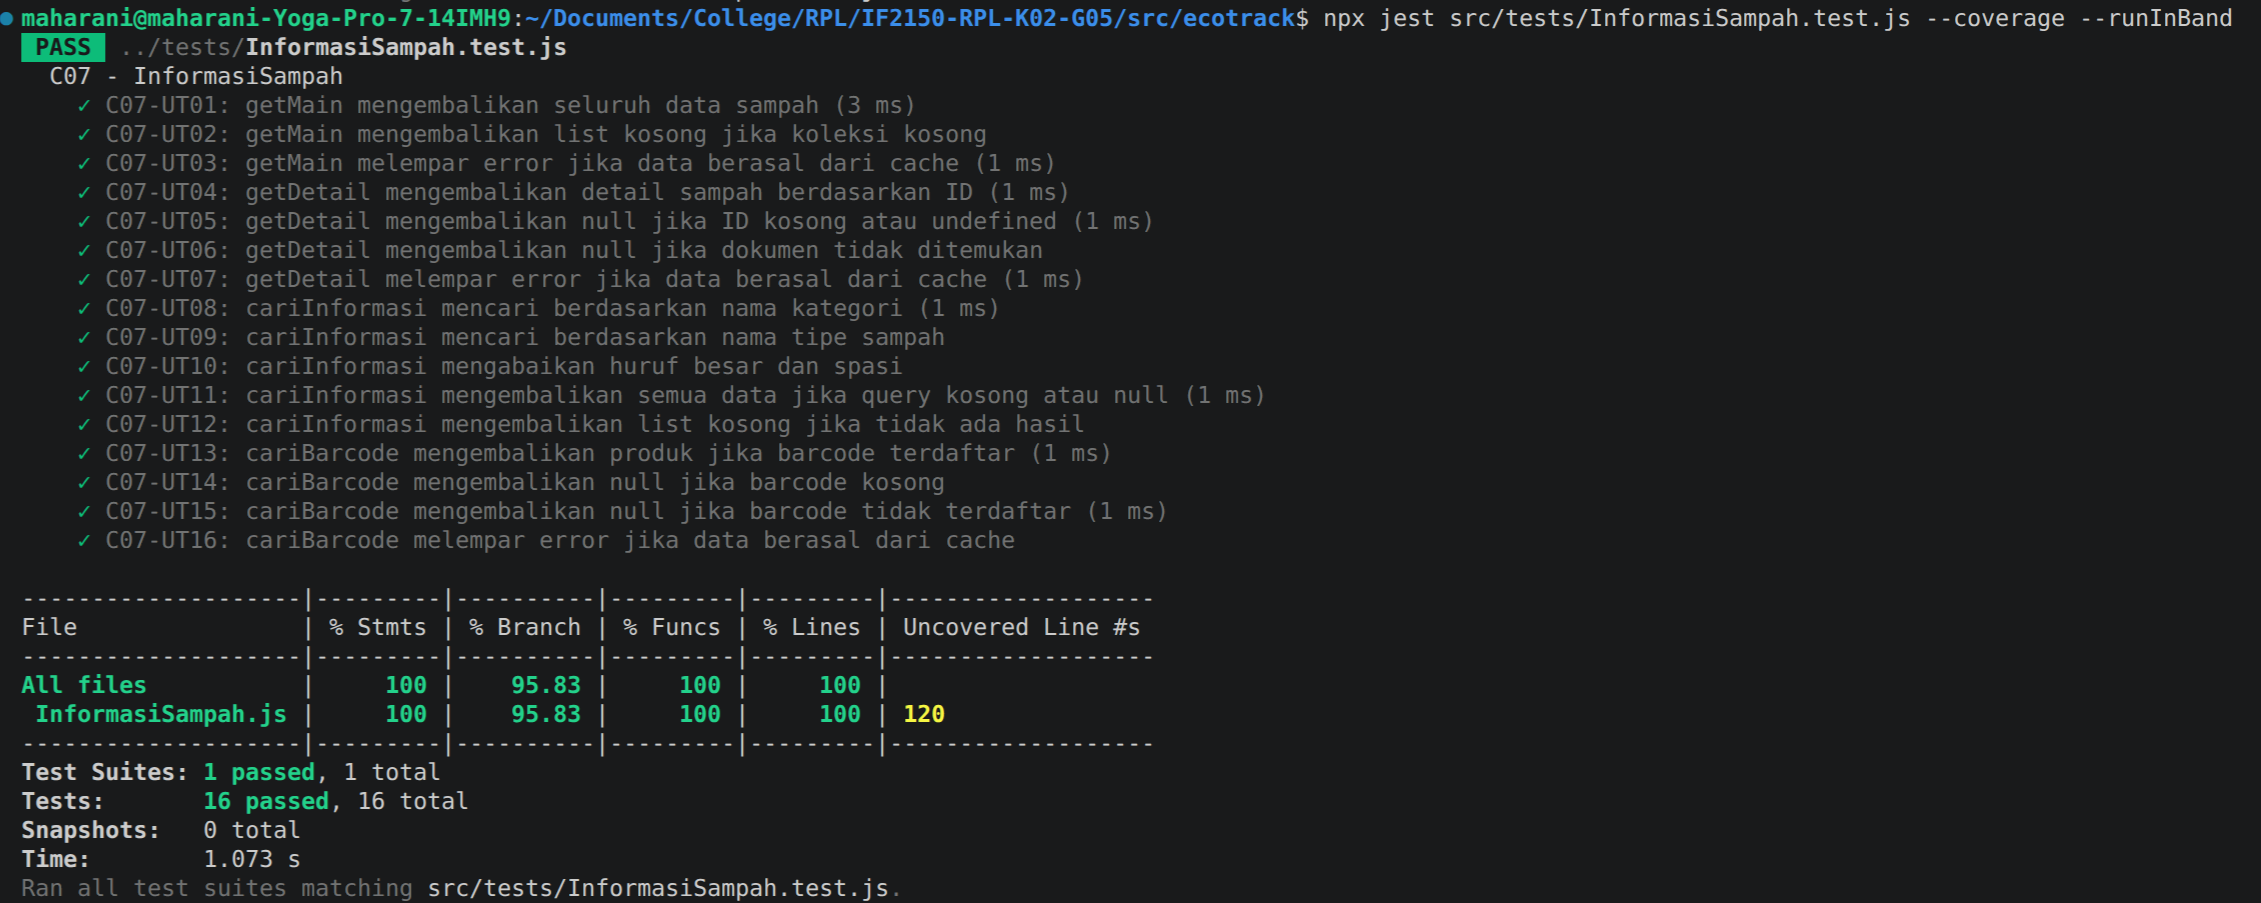 maharani@maharani-Yoga-Pro-7-14IMH9:~/Documents/College/RPL/IF2150-RPL-K02-G05/src/ecotrack$ npx jest src/tests/InformasiSampah.test.js --coverage --runInBand
PASS ../tests/InformasiSampah.test.js
C07 - InformasiSampah
✓ C07-UT01: getMain mengembalikan seluruh data sampah (3 ms)
✓ C07-UT02: getMain mengembalikan list kosong jika koleksi kosong
✓ C07-UT03: getMain melempar error jika data berasal dari cache (1 ms)
✓ C07-UT04: getDetail mengembalikan detail sampah berdasarkan ID (1 ms)
✓ C07-UT05: getDetail mengembalikan null jika ID kosong atau undefined (1 ms)
✓ C07-UT06: getDetail mengembalikan null jika dokumen tidak ditemukan
✓ C07-UT07: getDetail melempar error jika data berasal dari cache (1 ms)
✓ C07-UT08: cariInformasi mencari berdasarkan nama kategori (1 ms)
✓ C07-UT09: cariInformasi mencari berdasarkan nama tipe sampah
✓ C07-UT10: cariInformasi mengabaikan huruf besar dan spasi
✓ C07-UT11: cariInformasi mengembalikan semua data jika query kosong atau null (1 ms)
✓ C07-UT12: cariInformasi mengembalikan list kosong jika tidak ada hasil
✓ C07-UT13: cariBarcode mengembalikan produk jika barcode terdaftar (1 ms)
✓ C07-UT14: cariBarcode mengembalikan null jika barcode kosong
✓ C07-UT15: cariBarcode mengembalikan null jika barcode tidak terdaftar (1 ms)
✓ C07-UT16: cariBarcode melempar error jika data berasal dari cache
--------------------|---------|----------|---------|---------|-------------------
File                | % Stmts | % Branch | % Funcs | % Lines | Uncovered Line #s
--------------------|---------|----------|---------|---------|-------------------
All files           |     100 |    95.83 |     100 |     100 |
 InformasiSampah.js |     100 |    95.83 |     100 |     100 | 120
--------------------|---------|----------|---------|---------|-------------------
Test Suites: 1 passed, 1 total
Tests:       16 passed, 16 total
Snapshots:   0 total
Time:        1.073 s
Ran all test suites matching src/tests/InformasiSampah.test.js.